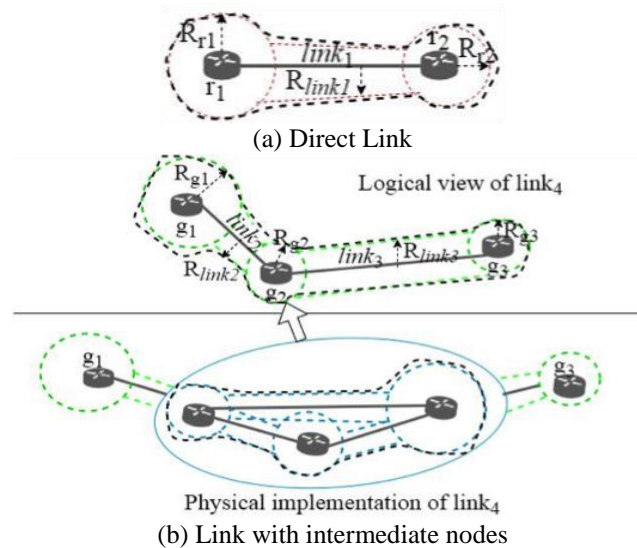 R_r1
link_1
r_2
R_r2
r_1
R_link1
(a) Direct Link
R_g1
Logical view of link_4
g_1
link_2
R_g2
R_g3
R_link2
link_3
R_link3
g_3
g_2
g_1
g_3
Physical implementation of link_4
(b) Link with intermediate nodes